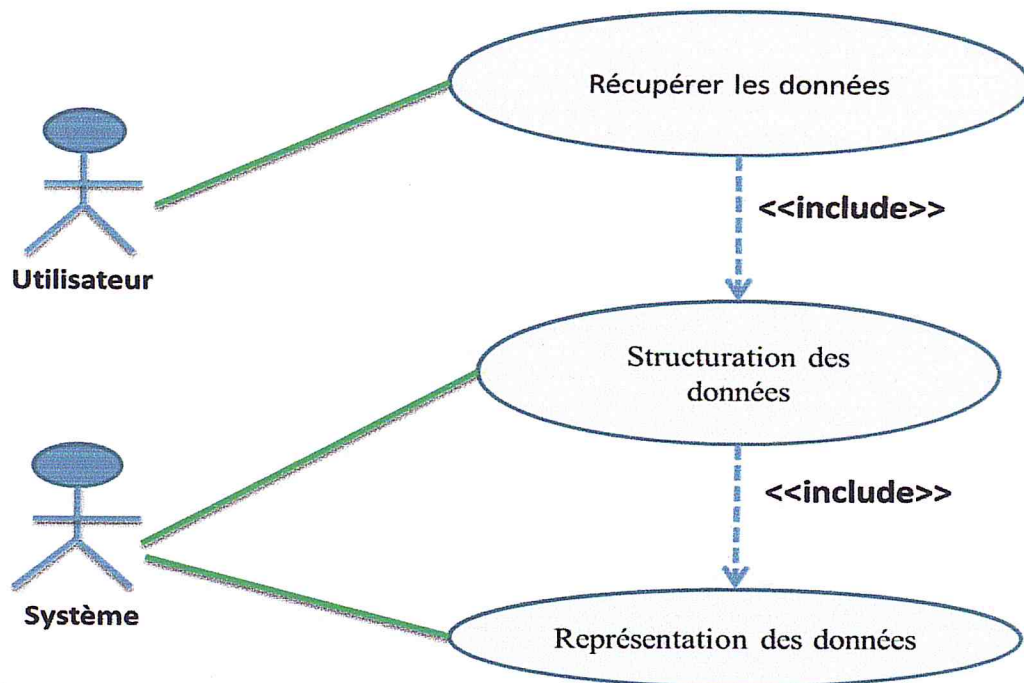 Récupérer les données
<<include>>
Utilisateur
Structuration des
données
<<include>>
Système
Représentation des données